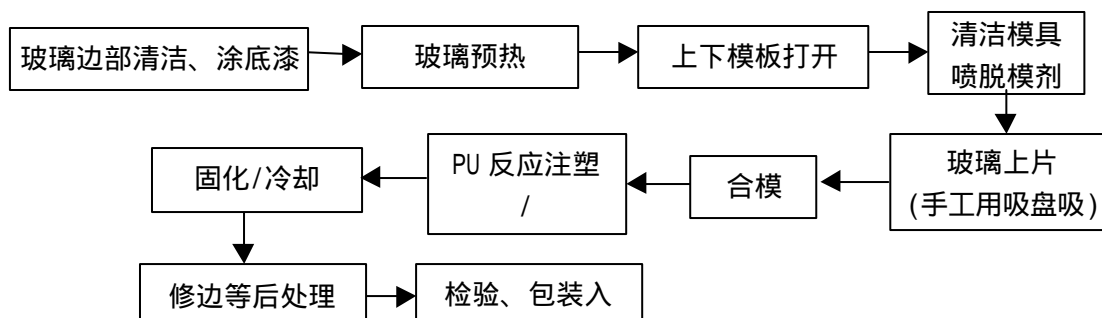 玻璃边部清洁、涂底漆
玻璃预热
上下模板打开
清洁模具
喷脱模剂
玻璃上片
(手工用吸盘吸)
合模
PU 反应注塑
/
固化/冷却
修边等后处理
检验、包装入